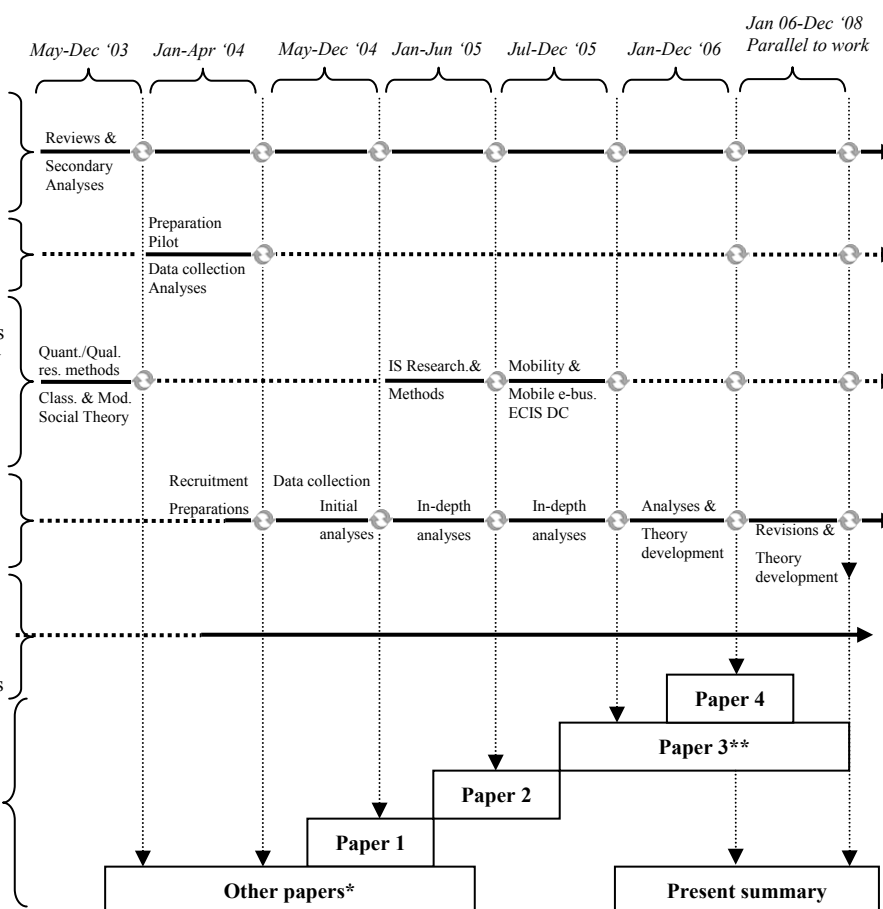 Jan 06-Dec ‘08
May-Dec ‘03 Jan-Apr ‘04 May-Dec ‘04 Jan-Jun ‘05 Jul-Dec ‘05 Jan-Dec ‘06 Parallel to work
Reviews &
Secondary
Analyses
Preparation
Pilot
Data collection
Analyses
s
Quant./Qual.
res. methods
Class. & Mod.
Social Theory
IS Research.&
Methods
Mobility &
Mobile e-bus.
ECIS DC
Recruitment
Preparations
Data collection
Initial
analyses
In-depth
analyses
In-depth
analyses
Analyses &
Theory
development
Revisions &
Theory
development
s
Paper 4
Paper 3**
Paper 2
Paper 1
Other papers*
Present summary